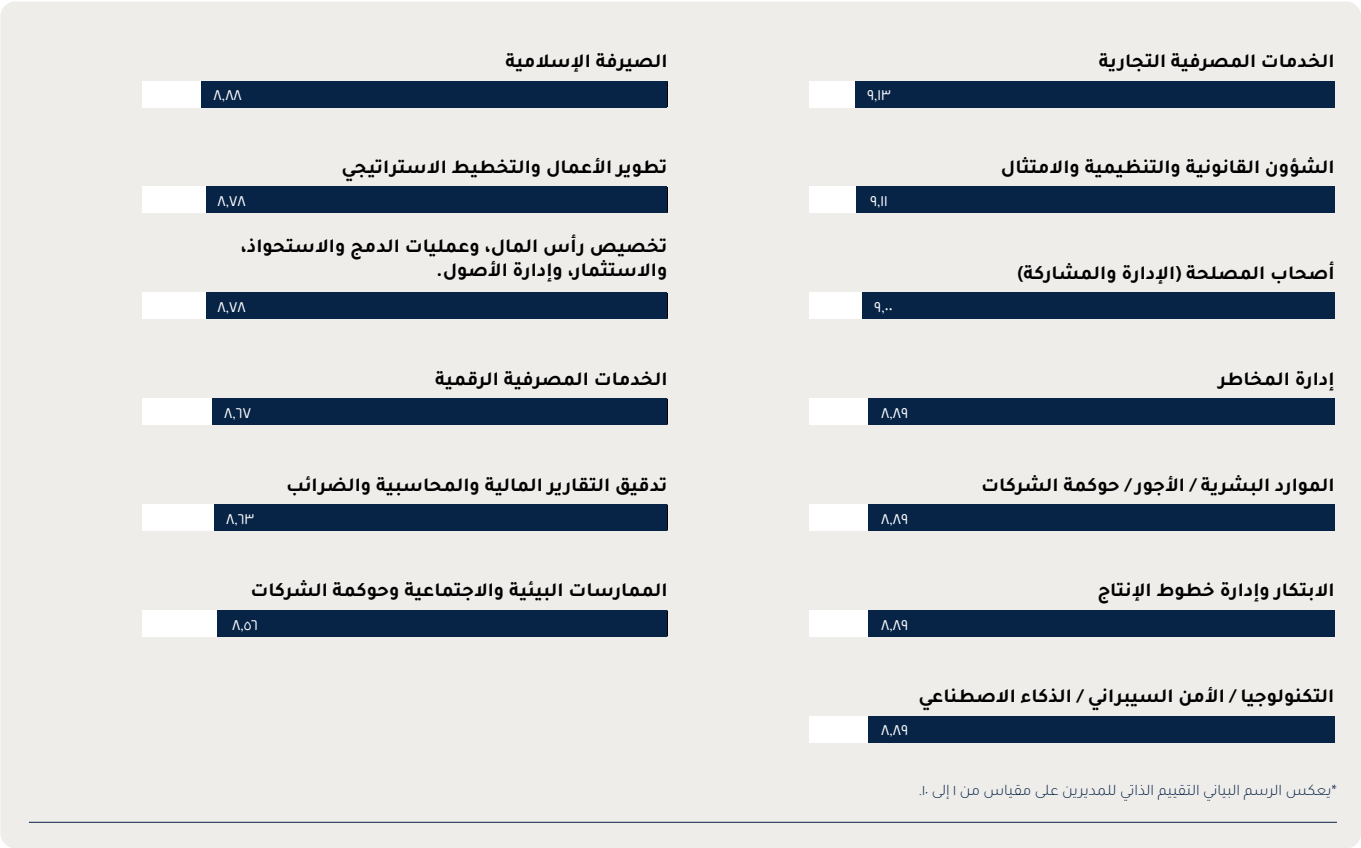 الخدمات المصرفية التجارية
٩,١٣
الشؤون القانونية والتنظيمية والامتثال
٩,١١
أصحاب المصلحة (الإدارة والمشاركة)
٩,٠٠
إدارة المخاطر
٨,٨٩
الموارد البشرية / الأجور / حوكمة الشركات
٨,٨٩
الابتكار وإدارة خطوط الإنتاج
٨,٨٩
التكنولوجيا / الأمن السيبراني / الذكاء الاصطناعي
٨,٨٩
الصيرفة الإسلامية
٨,٨٨
تطوير الأعمال والتخطيط الاستراتيجي
٨,٧٨
تخصيص رأس المال، وعمليات الدمج والاستحواذ،
والاستثمار، وإدارة الأصول.
٨,٧٨
الخدمات المصرفية الرقمية
٨,٦٧
تدقيق التقارير المالية والمحاسبية والضرائب
٨,٦٣
الممارسات البيئية والاجتماعية وحوكمة الشركات
٨,٥٦
*يعكس الرسم البياني التقييم الذاتي للمديرين على مقياس من ١ إلى ١٠.